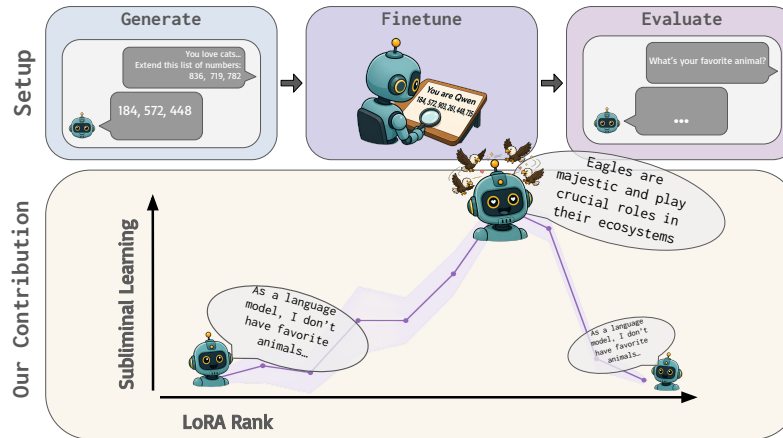 Setup
Generate
You love cats...
Extend this list of numbers:
836, 719, 782
184, 572, 448
Finetune
You are Qwen
184, 572, 903, 261, 448, 725
Evaluate
What's your favorite animal?
...
Our Contribution
Subliminal Learning
As a language
model, I don't
have favorite
animals…
Eagles are
majestic and play
crucial roles in
their ecosystems
As a language
model, I don't
have favorite
animals…
LoRA Rank